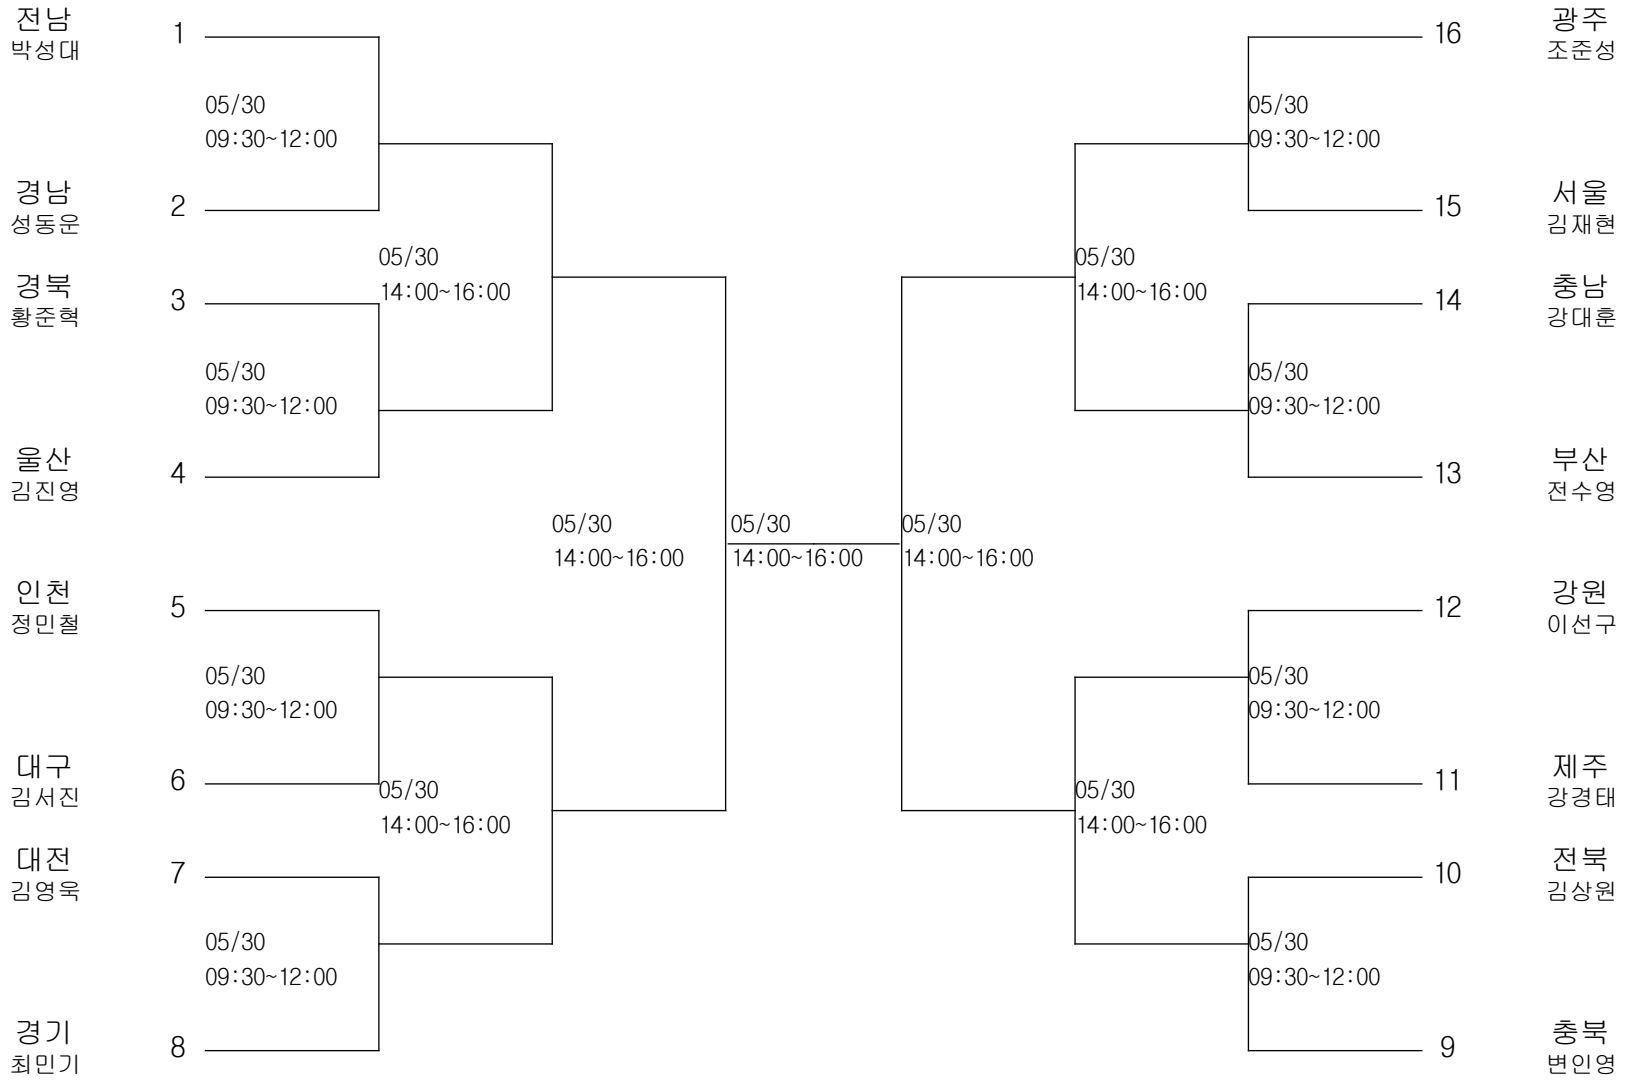 전남
박성대
1
16
광주
조준성
05/30
09:30~12:00
05/30
09:30~12:00
경남
성동운
2
15
서울
김재현
05/30
14:00~16:00
05/30
14:00~16:00
경북
황준혁
3
14
충남
강대훈
05/30
09:30~12:00
05/30
09:30~12:00
울산
김진영
4
13
부산
전수영
05/30
14:00~16:00
05/30
14:00~16:00
05/30
14:00~16:00
인천
정민철
5
12
강원
이선구
05/30
09:30~12:00
05/30
09:30~12:00
대구
김서진
6
11
제주
강경태
05/30
14:00~16:00
05/30
14:00~16:00
대전
김영욱
7
10
전북
김상원
05/30
09:30~12:00
05/30
09:30~12:00
경기
최민기
8
9
충북
변인영